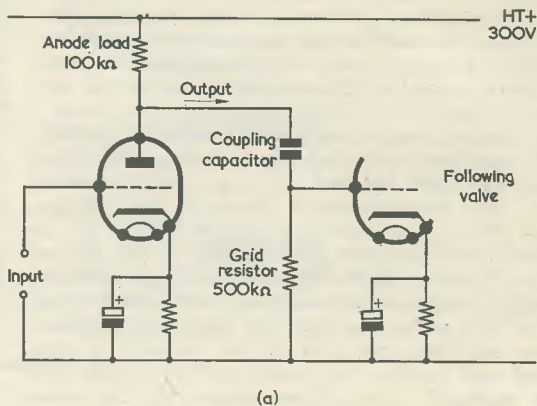 HT+
300V
Anode load
100kΩ
Output
Coupling
capacitor
Following
valve
Input
Grid
resistor
500kΩ
+
+
(a)